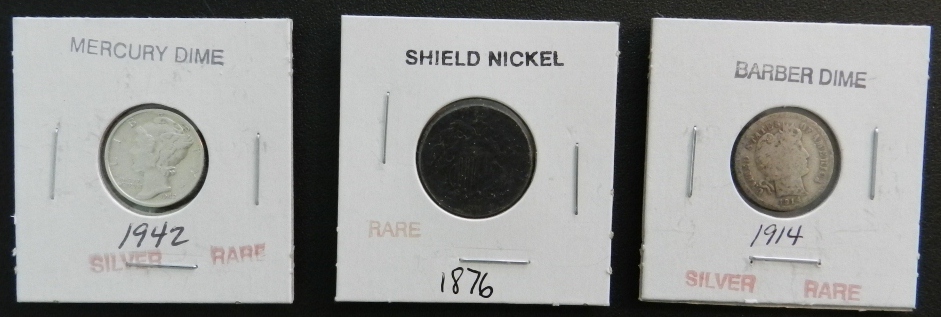 MERCURY DIME
1942
SILVER RARE
SHIELD NICKEL
RARE
1876
BARBER DIME
1914
SILVER RARE